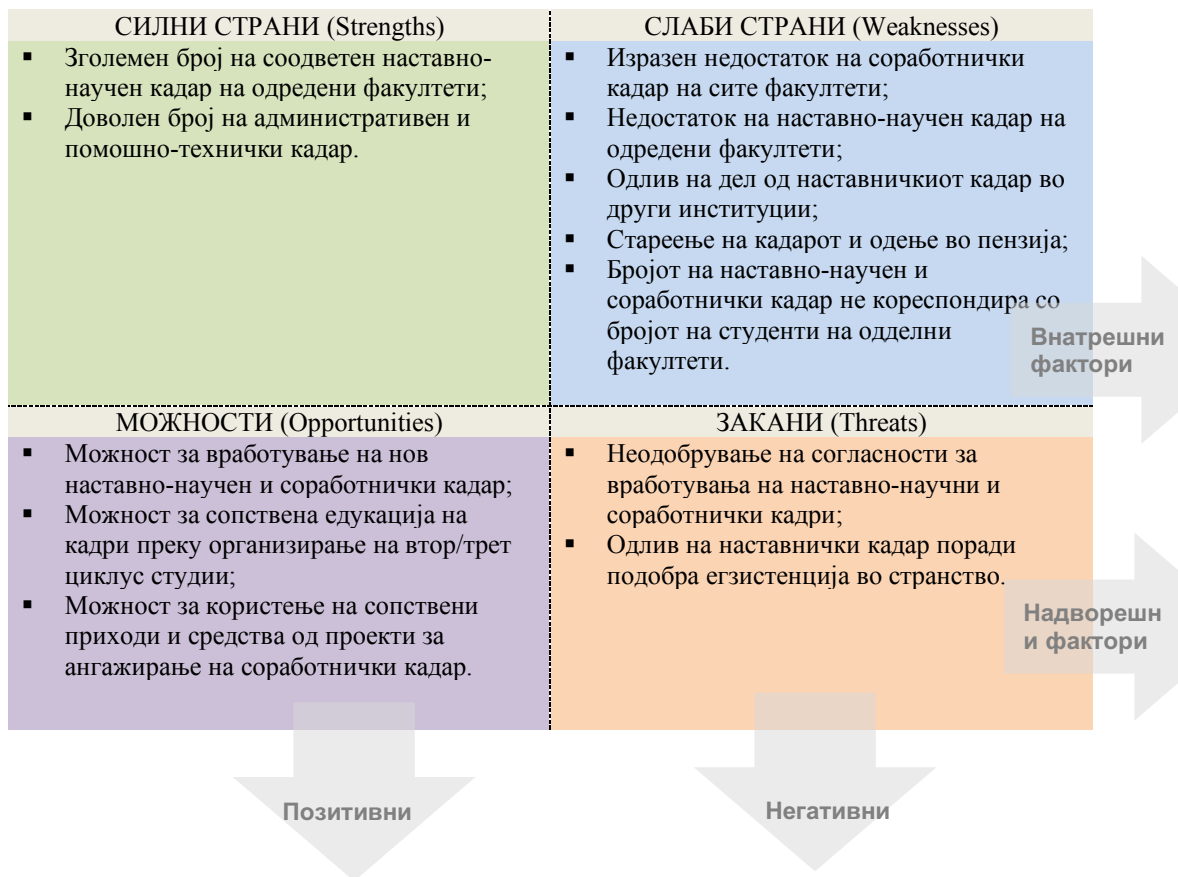 СИЛНИ СТРАНИ (Strengths)
▪ Зголемен број на соодветен наставно-
научен кадар на одредени факултети;
▪ Доволен број на административен и
помошно-технички кадар.
СЛАБИ СТРАНИ (Weaknesses)
▪ Изразен недостаток на соработнички
кадар на сите факултети;
▪ Недостаток на наставно-научен кадар на
одредени факултети;
▪ Одлив на дел од наставничкиот кадар во
други институции;
▪ Стареење на кадарот и одење во пензија;
▪ Бројот на наставно-научен и
соработнички кадар не кореспондира со
бројот на студенти на одделни
факултети.
Внатрешни
фактори
МОЖНОСТИ (Opportunities)
▪ Можност за вработување на нов
наставно-научен и соработнички кадар;
▪ Можност за сопствена едукација на
кадри преку организирање на втор/трет
циклус студии;
▪ Можност за користење на сопствени
приходи и средства од проекти за
ангажирање на соработнички кадар.
ЗАКАНИ (Threats)
▪ Неодобрување на согласности за
вработувања на наставно-научни и
соработнички кадри;
▪ Одлив на наставнички кадар поради
подобра егзистенција во странство.
Надворешн
и фактори
Позитивни
Негативни